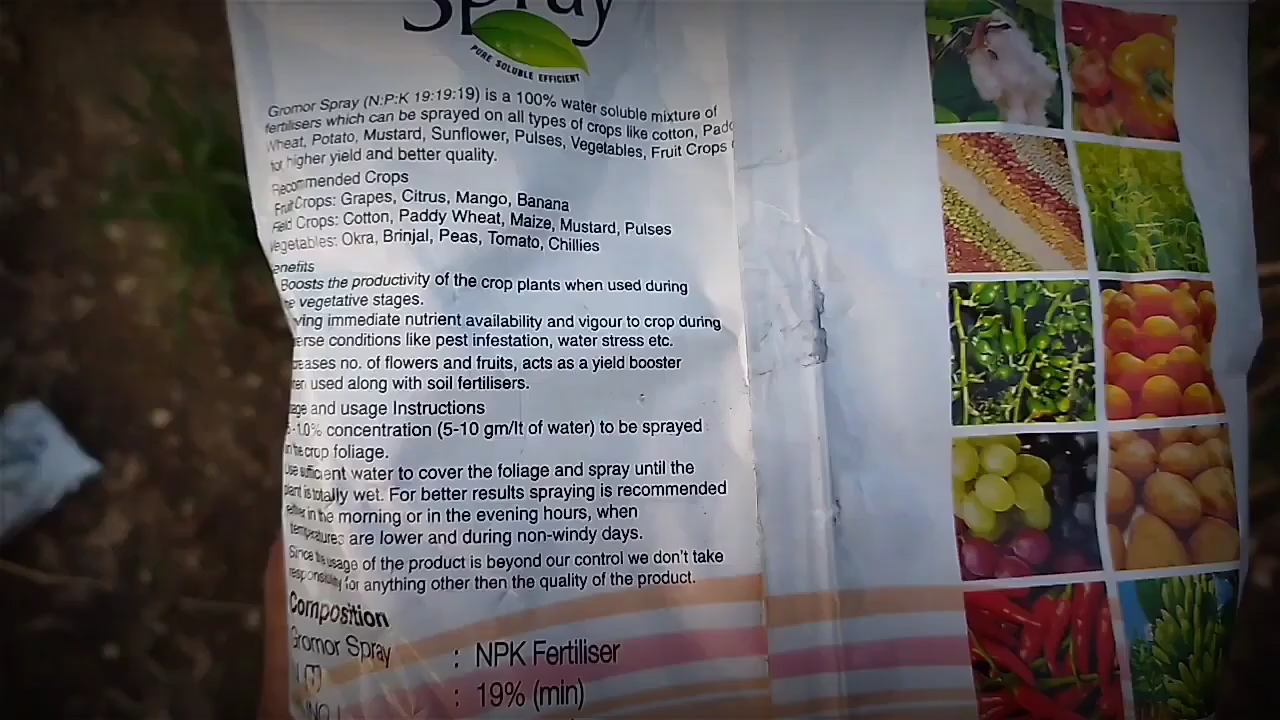 Spray
PURE SOLUBLE EFFICIENT
Gromor Spray (N:P:K 19:19:19) is a 100% water soluble mixture of
fertilisers which can be sprayed on all types of crops like cotton,
Wheat, Potato, Mustard, Sunflower, Pulses, Vegetables, Fruit Crops
for higher yield and better quality.
Recommended Crops
Fruit Crops: Grapes, Citrus, Mango, Banana
Field Crops: Cotton, Paddy Wheat, Maize, Mustard, Pulses
Vegetables: Okra, Brinjal, Peas, Tomato, Chillies
enefits
Boosts the productivity of the crop plants when used during
vegetative stages.
immediate nutrient availability and vigour to crop during
conditions like pest infestation, water stress etc.
no. of flowers and fruits, acts as a yield booster
used along with soil fertilisers.
and usage Instructions
concentration (5-10 gm/lt of water) to be sprayed
crop foliage.
Use sufficient water to cover the foliage and spray until the
plant is totally wet. For better results spraying is recommended
either in the morning or in the evening hours, when
temperatures are lower and during non-windy days.
Since the usage of the product is beyond our control we don't take
responsibility for anything other then the quality of the product.
Composition
Gromor Spray : NPK Fertiliser
: 19% (min)